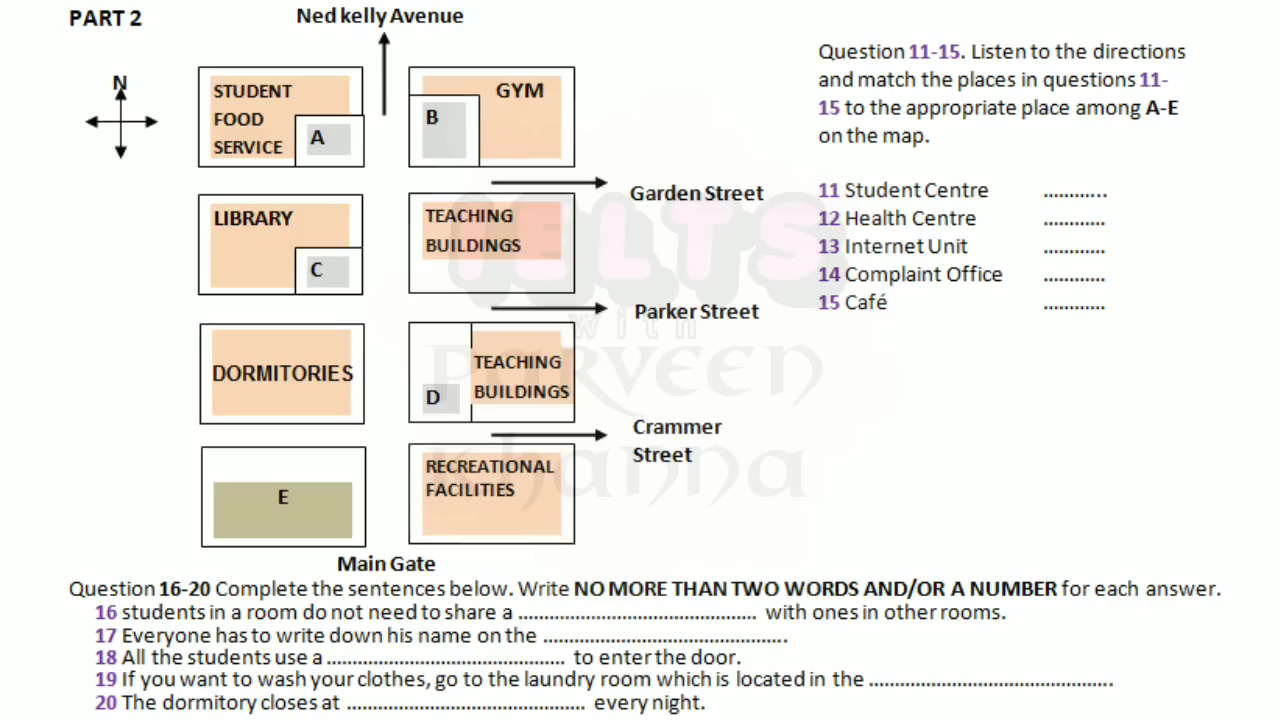 PART 2
Ned kelly Avenue
N
STUDENT
FOOD
SERVICE
A
GYM
B
Garden Street
LIBRARY
C
TEACHING
BUILDINGS
Parker Street
DORMITORIES
TEACHING
BUILDINGS
D
Crammer
Street
E
RECREATIONAL
FACILITIES
Main Gate
IELTS
with
PARVEEN
khanna
Question 11-15. Listen to the directions
and match the places in questions 11-
15 to the appropriate place among A-E
on the map.
11 Student Centre ............
12 Health Centre ............
13 Internet Unit ............
14 Complaint Office ............
15 Café ............
Question 16-20 Complete the sentences below. Write NO MORE THAN TWO WORDS AND/OR A NUMBER for each answer.
16 students in a room do not need to share a ............................................... with ones in other rooms.
17 Everyone has to write down his name on the ................................................
18 All the students use a ............................................... to enter the door.
19 If you want to wash your clothes, go to the laundry room which is located in the ................................................
20 The dormitory closes at ............................................... every night.